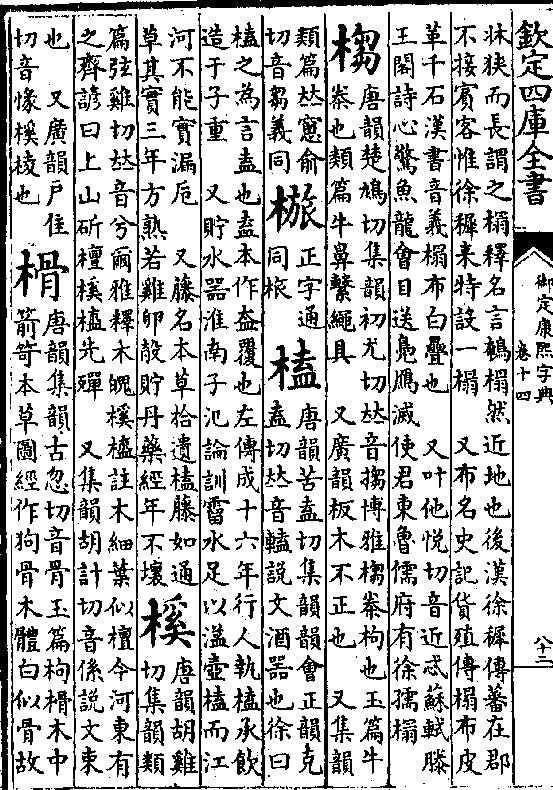 欽定四庫全書
御定康熙字典
卷十四
八十三
牀狹而長謂之榻釋名言鵝榻然近地也後漢徐穉傳蕃在郡
不接賓客惟徐穉來特設一榻 又布名史記貨殖傳榻布皮
革千石漢書音義榻布白疊也 又叶他悅切音近忒蘇軾滕
王閣詩心驚魚龍會目送鳧鴈滅使君東魯儒府有徐孺榻
唐韻楚鳩切集韻初尤切𠀤音搊博雅桊枸也玉篇牛
桊也類篇牛鼻繫繩具 又廣韻板木不正也 又集韻
類篇𠀤窻俞
切音芻義同
正字通
同
榼
唐韻苦盍切集韻韻會正韻克
盍切𠀤音說文酒器也徐曰
榼之為言盍也盍本作盇覆也左傳成十六年行人執榼承飲
造于子重 又貯水器淮南子氾論訓霤水足以溢壺榼而江
河不能實漏巵 又藤名本草拾遺榼藤如通
草其實三年方熟若雞卵殼貯丹藥經年不壞
榽
唐韻胡雞
切集韻類
篇弦雞切𠀤音兮爾雅釋木魄榽橀註木細葉似檀今河東有
之齊諺曰上山斫檀榽橀先殫 又集韻胡計切音係說文柬
也 又廣韻戶佳
切音榽棱也
榾
唐韻集韻古忽切音骨玉篇枸榾木中
箭笴本草圖經作狗骨木體白似骨故